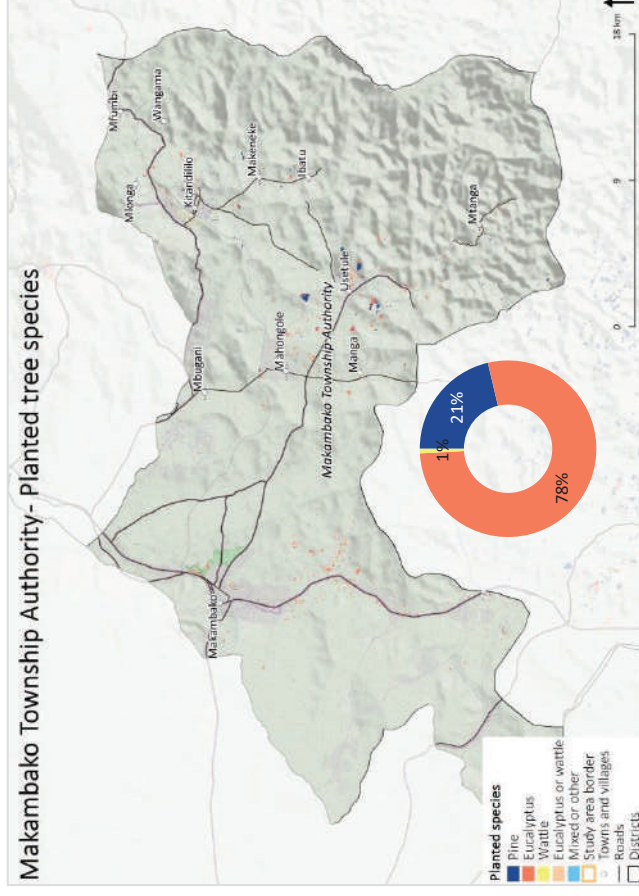 Makambako Township Authority- Planted tree species
Mfumbi
Wangama
Mlonga
Kitandililo
Makeneke
Ibatu
Mtanga
Usetule
Makambako Township Authority
Mbugani
Mahongole
Manga
Makambako
1%
21%
78%
0
9
18 km
Planted species
Pine
Eucalyptus
Wattle
Eucalyptus or wattle
Mixed or other
Study area border
Towns and villages
Roads
Districts